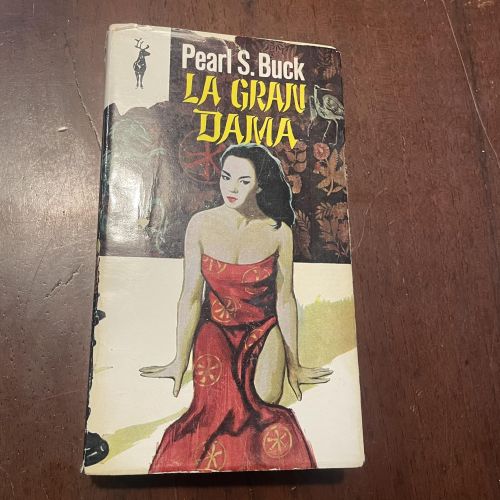 Pearl S. Buck
LA GRAN
DAMA